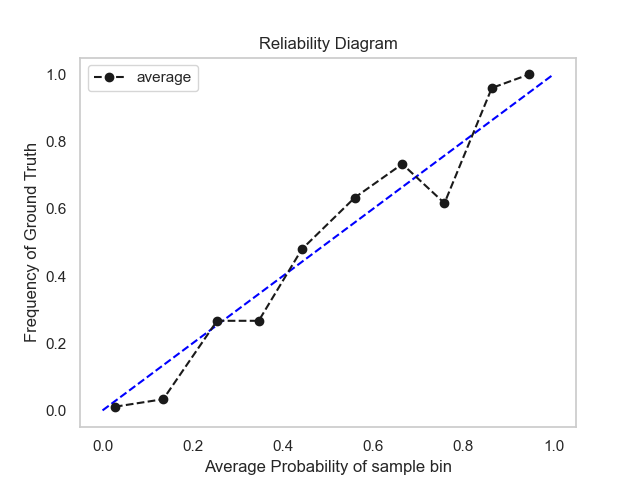 Reliability Diagram
average
1.0
0.8
0.6
0.4
0.2
0.0
Frequency of Ground Truth
0.0 0.2 0.4 0.6 0.8 1.0
Average Probability of sample bin